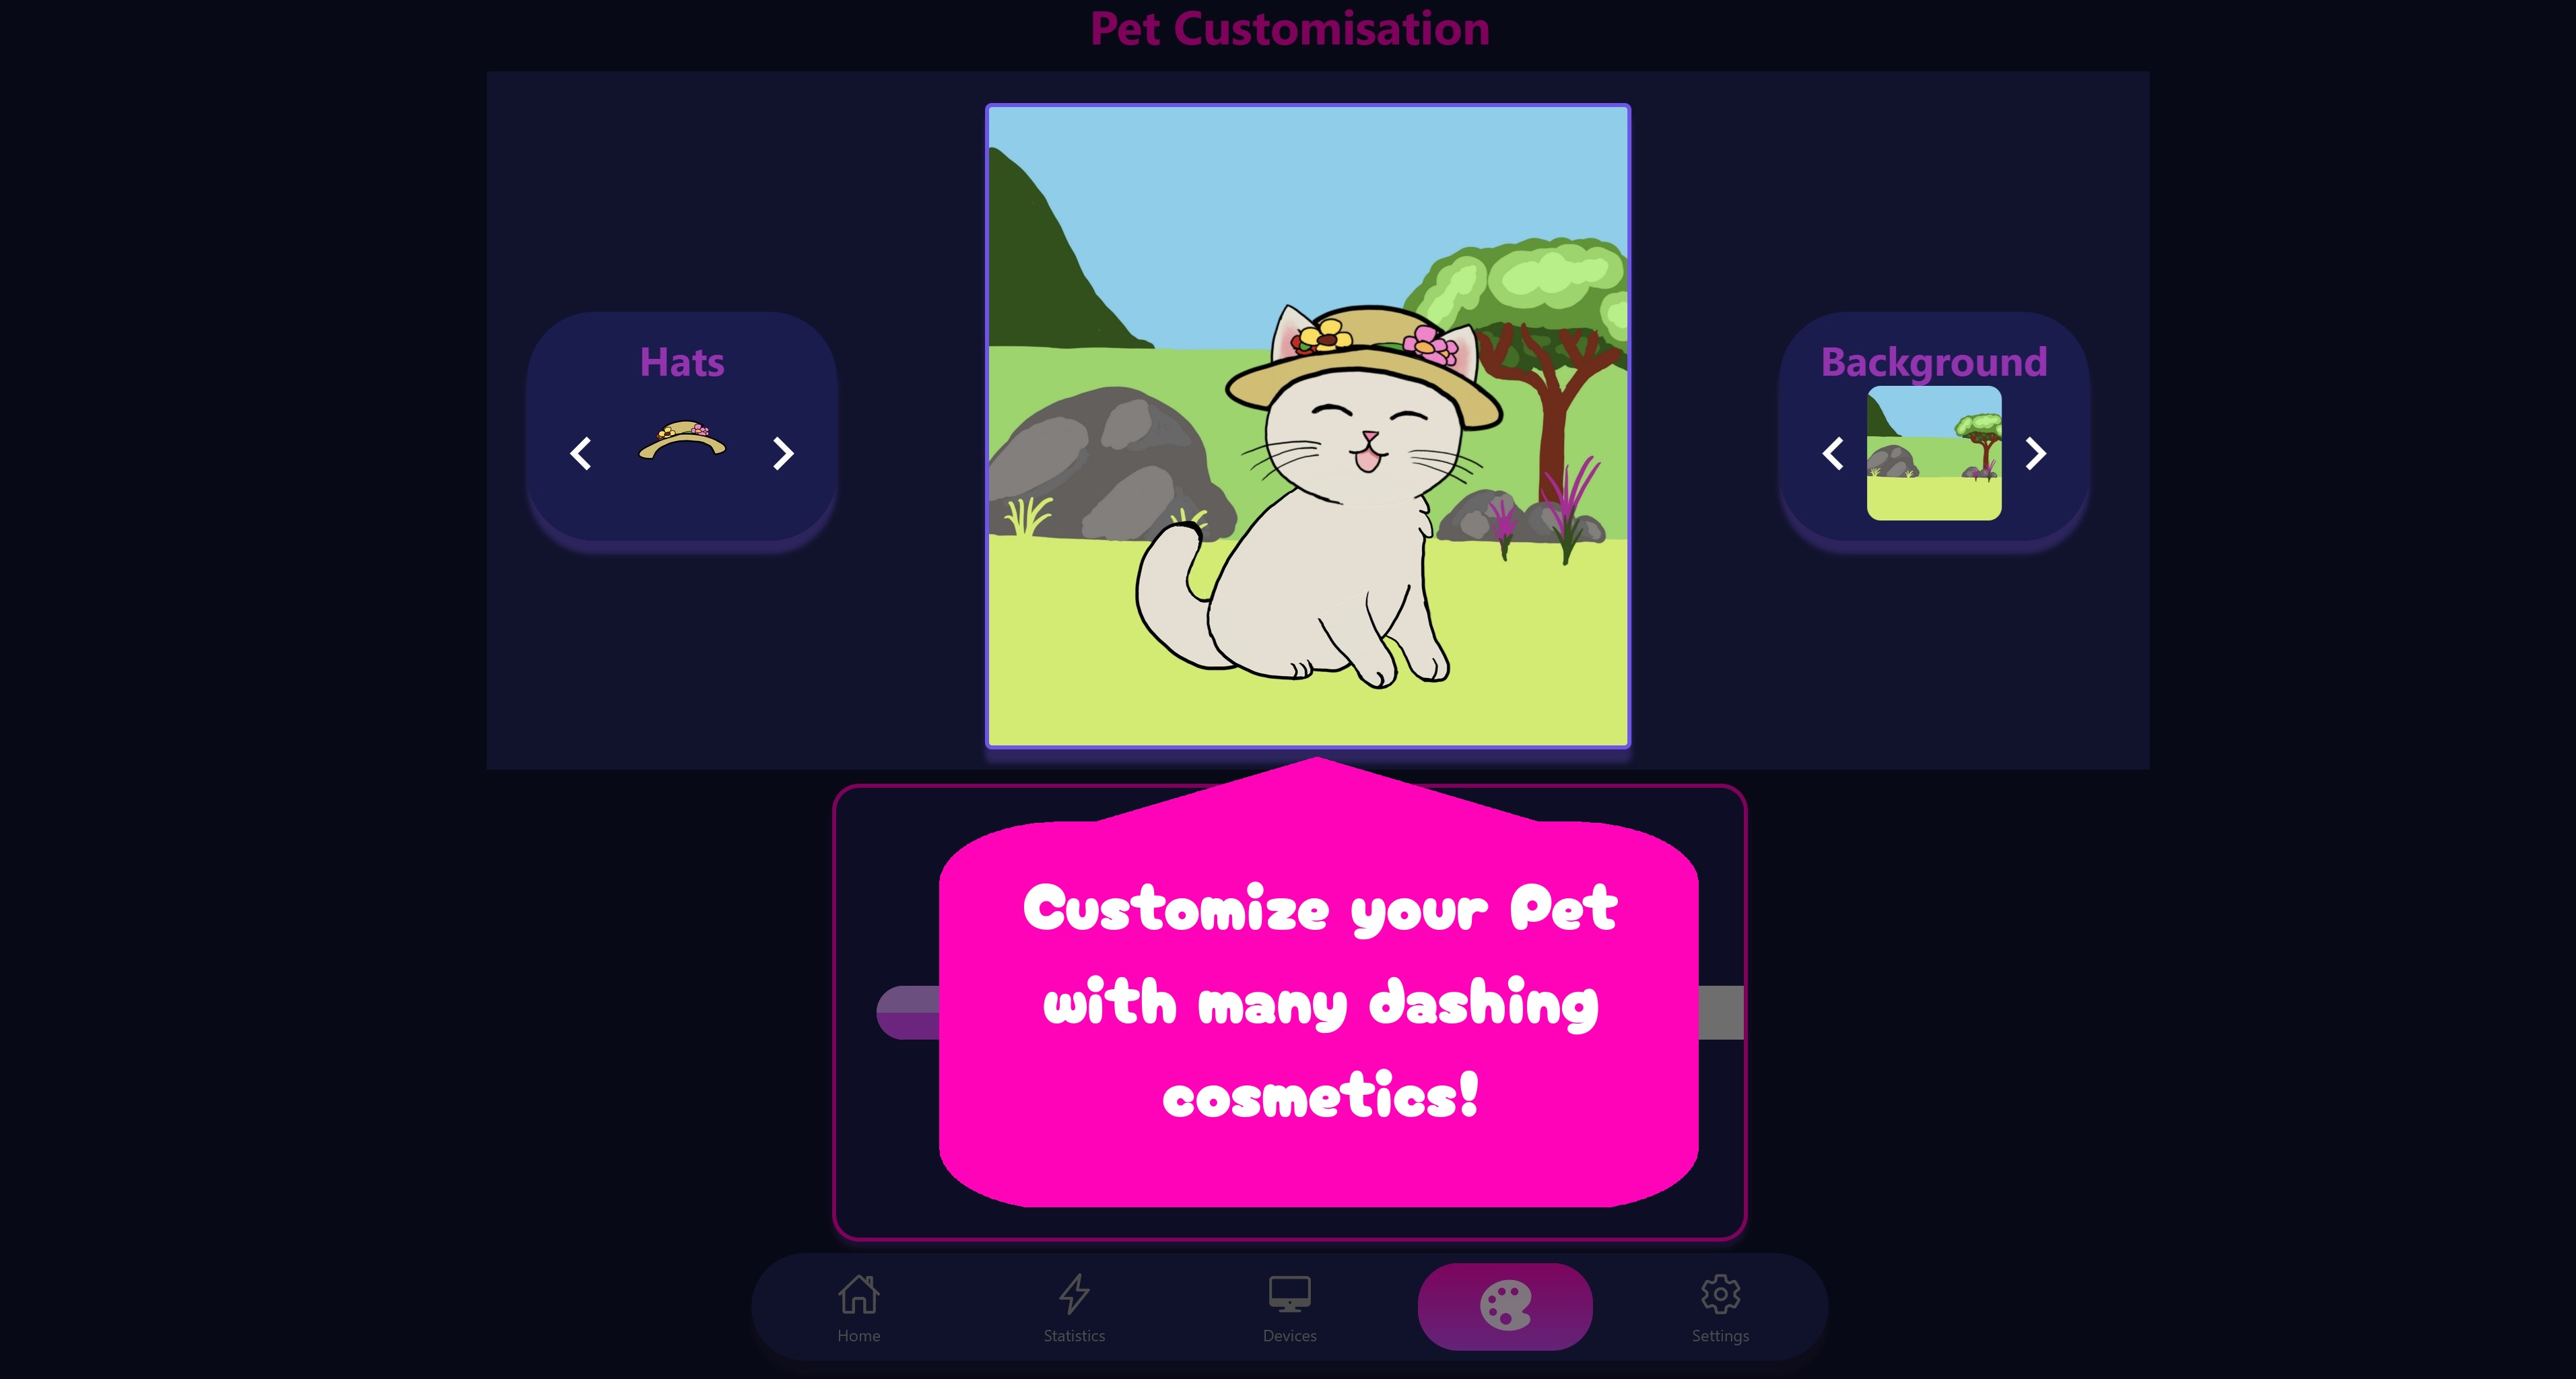 Pet Customisation
Hats
Background
Customize your Pet
with many dashing
cosmetics!
Home
Statistics
Devices
Settings